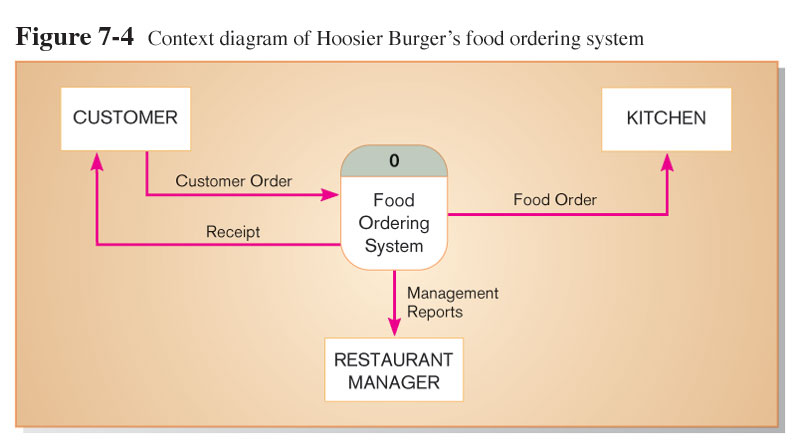 Figure 7-4 Context diagram of Hoosier Burger’s food ordering system
CUSTOMER
KITCHEN
0
Customer Order
Food
Ordering
System
Food Order
Receipt
Management
Reports
RESTAURANT
MANAGER